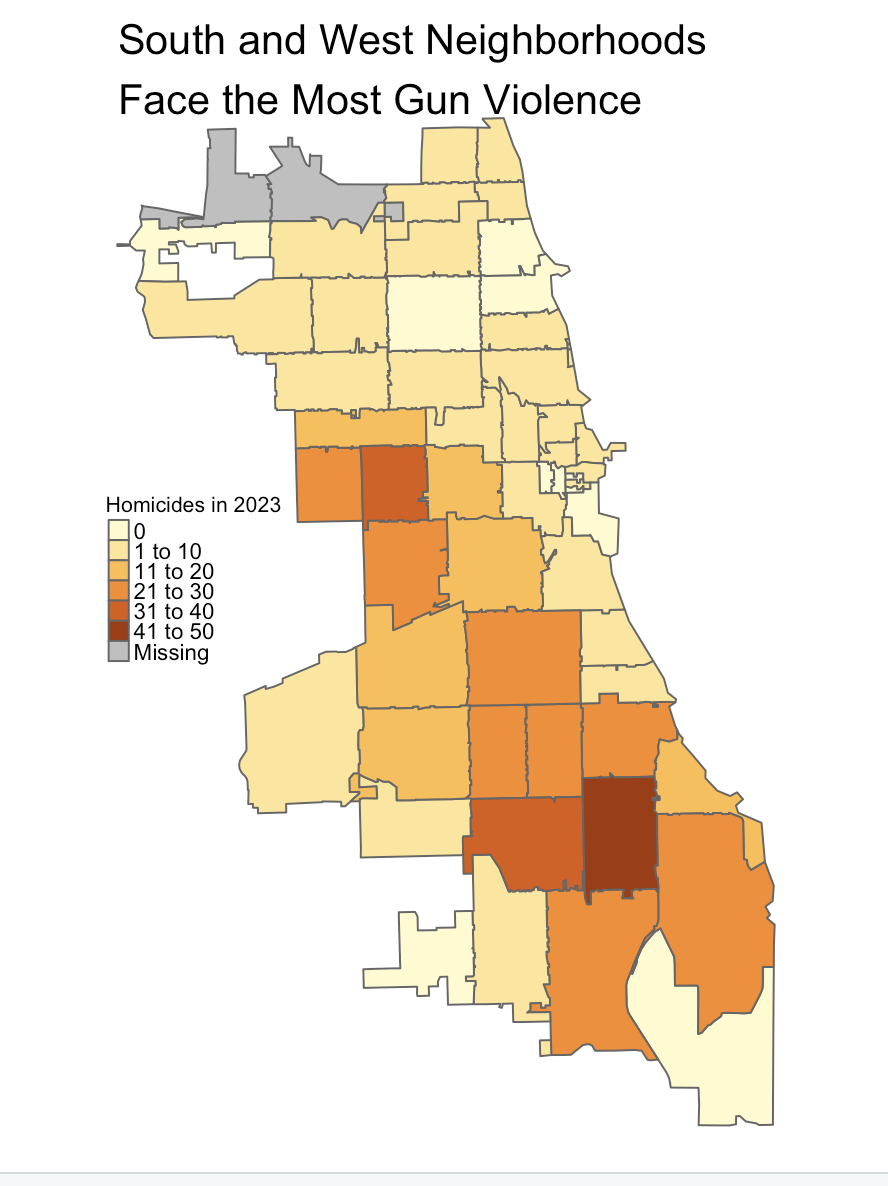 South and West Neighborhoods
Face the Most Gun Violence
Homicides in 2023
0
1 to 10
11 to 20
21 to 30
31 to 40
41 to 50
Missing